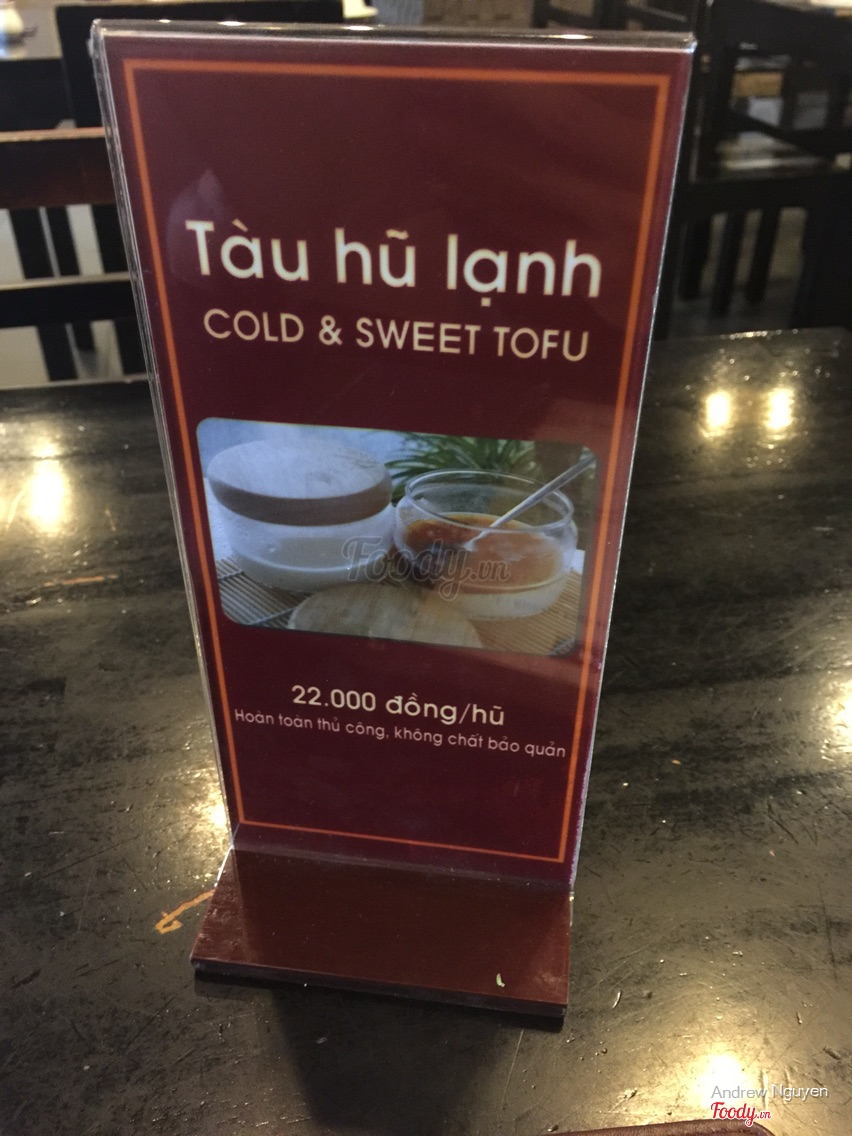 Tàu hũ lạnh
COLD & SWEET TOFU
Foody.vn
22.000 đồng/hũ
Hoàn toàn thủ công, không chất bảo quản
Andrew Nguyen
Foody.vn